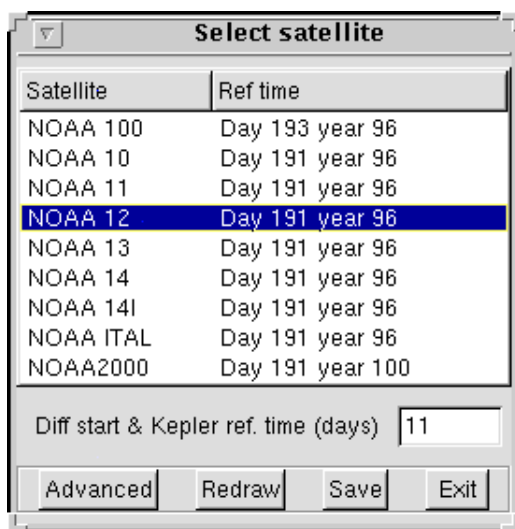 Select satellite
Satellite Ref time
NOAA 100 Day 193 year 96
NOAA 10 Day 191 year 96
NOAA 11 Day 191 year 96
NOAA 12 Day 191 year 96
NOAA 13 Day 191 year 96
NOAA 14 Day 191 year 96
NOAA 14I Day 191 year 96
NOAA ITAL Day 191 year 96
NOAA2000 Day 191 year 100
Diff start & Kepler ref. time (days) 11
Advanced Redraw Save Exit